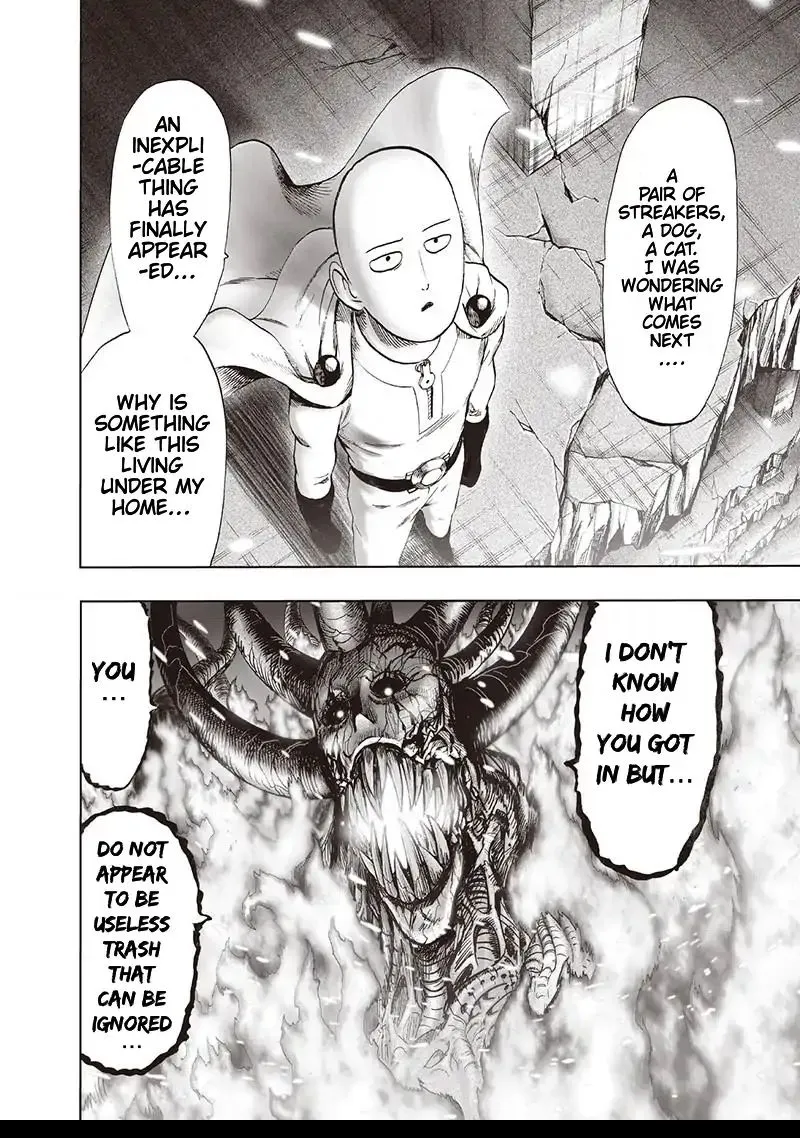 A
PAIR OF
STREAKERS,
A DOG,
A CAT.
I WAS
WONDERING
WHAT
COMES
NEXT
....
AN
INEXPLI
-CABLE
THING
HAS
FINALLY
APPEAR
-ED...
WHY IS
SOMETHING
LIKE THIS
LIVING
UNDER MY
HOME...
I DON'T
KNOW
HOW
YOU GOT
IN BUT...
YOU
...
DO NOT
APPEAR
TO BE
USELESS
TRASH
THAT
CAN BE
IGNORED
...